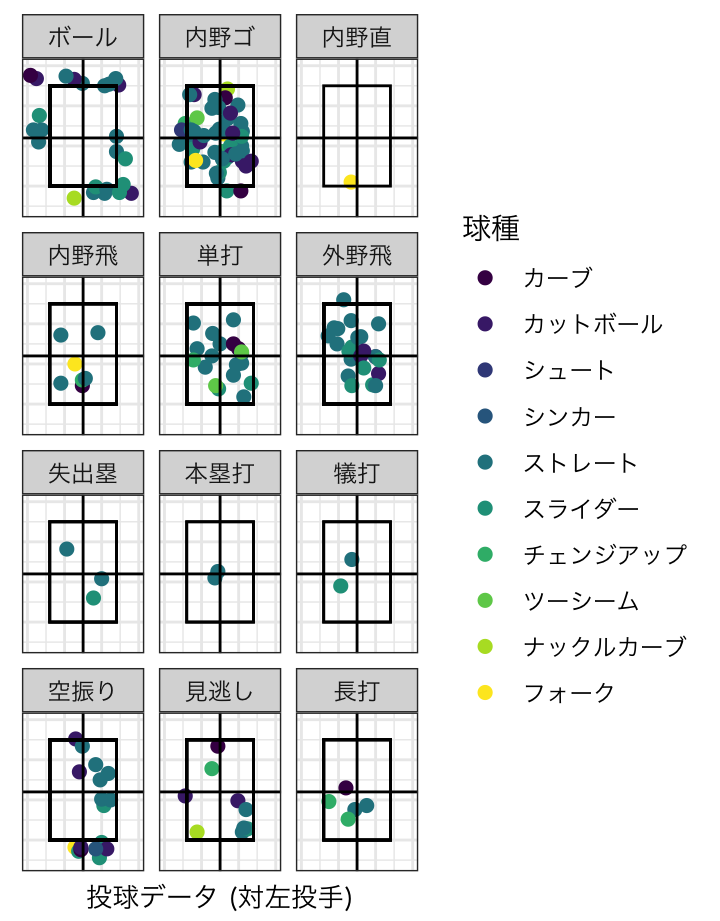 ボール 内野ゴ 内野直
内野飛 単打 外野飛
失出塁 本塁打 犠打
空振り 見逃し 長打
投球データ (対左投手)
球種
カーブ
カットボール
シュート
シンカー
ストレート
スライダー
チェンジアップ
ツーシーム
ナックルカーブ
フォーク